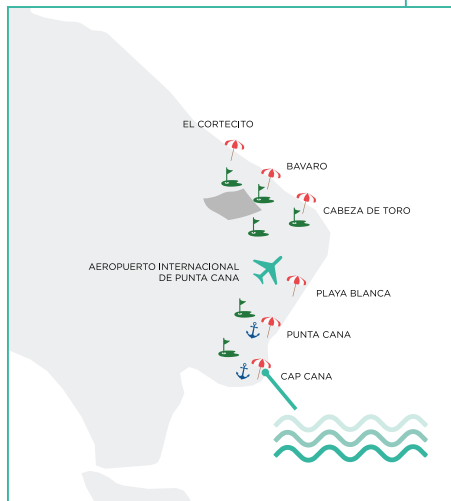 EL CORTECITO
BAVARO
CABEZA DE TORO
AEROPUERTO INTERNACIONAL
DE PUNTA CANA
PLAYA BLANCA
PUNTA CANA
CAP CANA